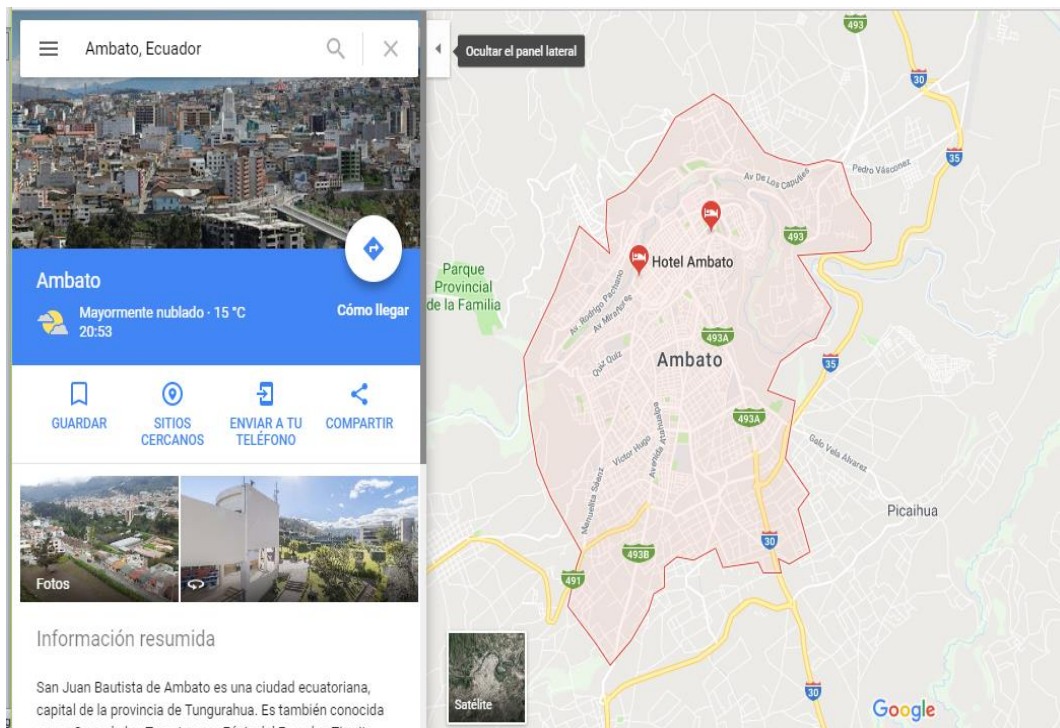 Ambato, Ecuador
Ocultar el panel lateral
Ambato
Mayormente nublado · 15 °C
20:53
Cómo llegar
GUARDAR
SITIOS
CERCANOS
ENVIAR A TU
TELÉFONO
COMPARTIR
Fotos
Información resumida
San Juan Bautista de Ambato es una ciudad ecuatoriana,
capital de la provincia de Tungurahua. Es también conocida
493
30
35
Pedro Vásconez
Av De Los Capulíes
493
Parque
Provincial
de la Familia
Hotel Ambato
Av. Rodrigo Pachano
Av Miraflores
493A
Quiz Quiz
Ambato
35
493A
Avenida Atahualpa
Víctor Hugo
Galo Vela Alvarez
Manuelita Sáenz
Picaihua
30
493B
491
Satélite
30
Google